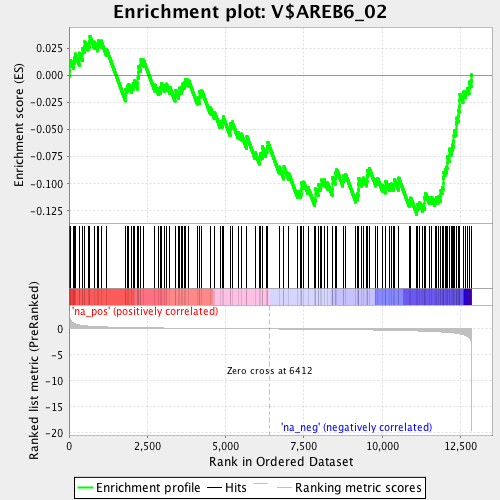 Enrichment plot: V$AREB6_02
Enrichment score (ES)
0.025
0.000
-0.025
-0.050
-0.075
-0.100
-0.125
'na_pos' (positively correlated)
Ranked list metric (PreRanked)
0
-5
-10
-15
-20
Zero cross at 6412
'na_neg' (negatively correlated)
0
2,500
5,000
7,500
10,000
12,500
Rank in Ordered Dataset
Enrichment profile
Hits
Ranking metric scores